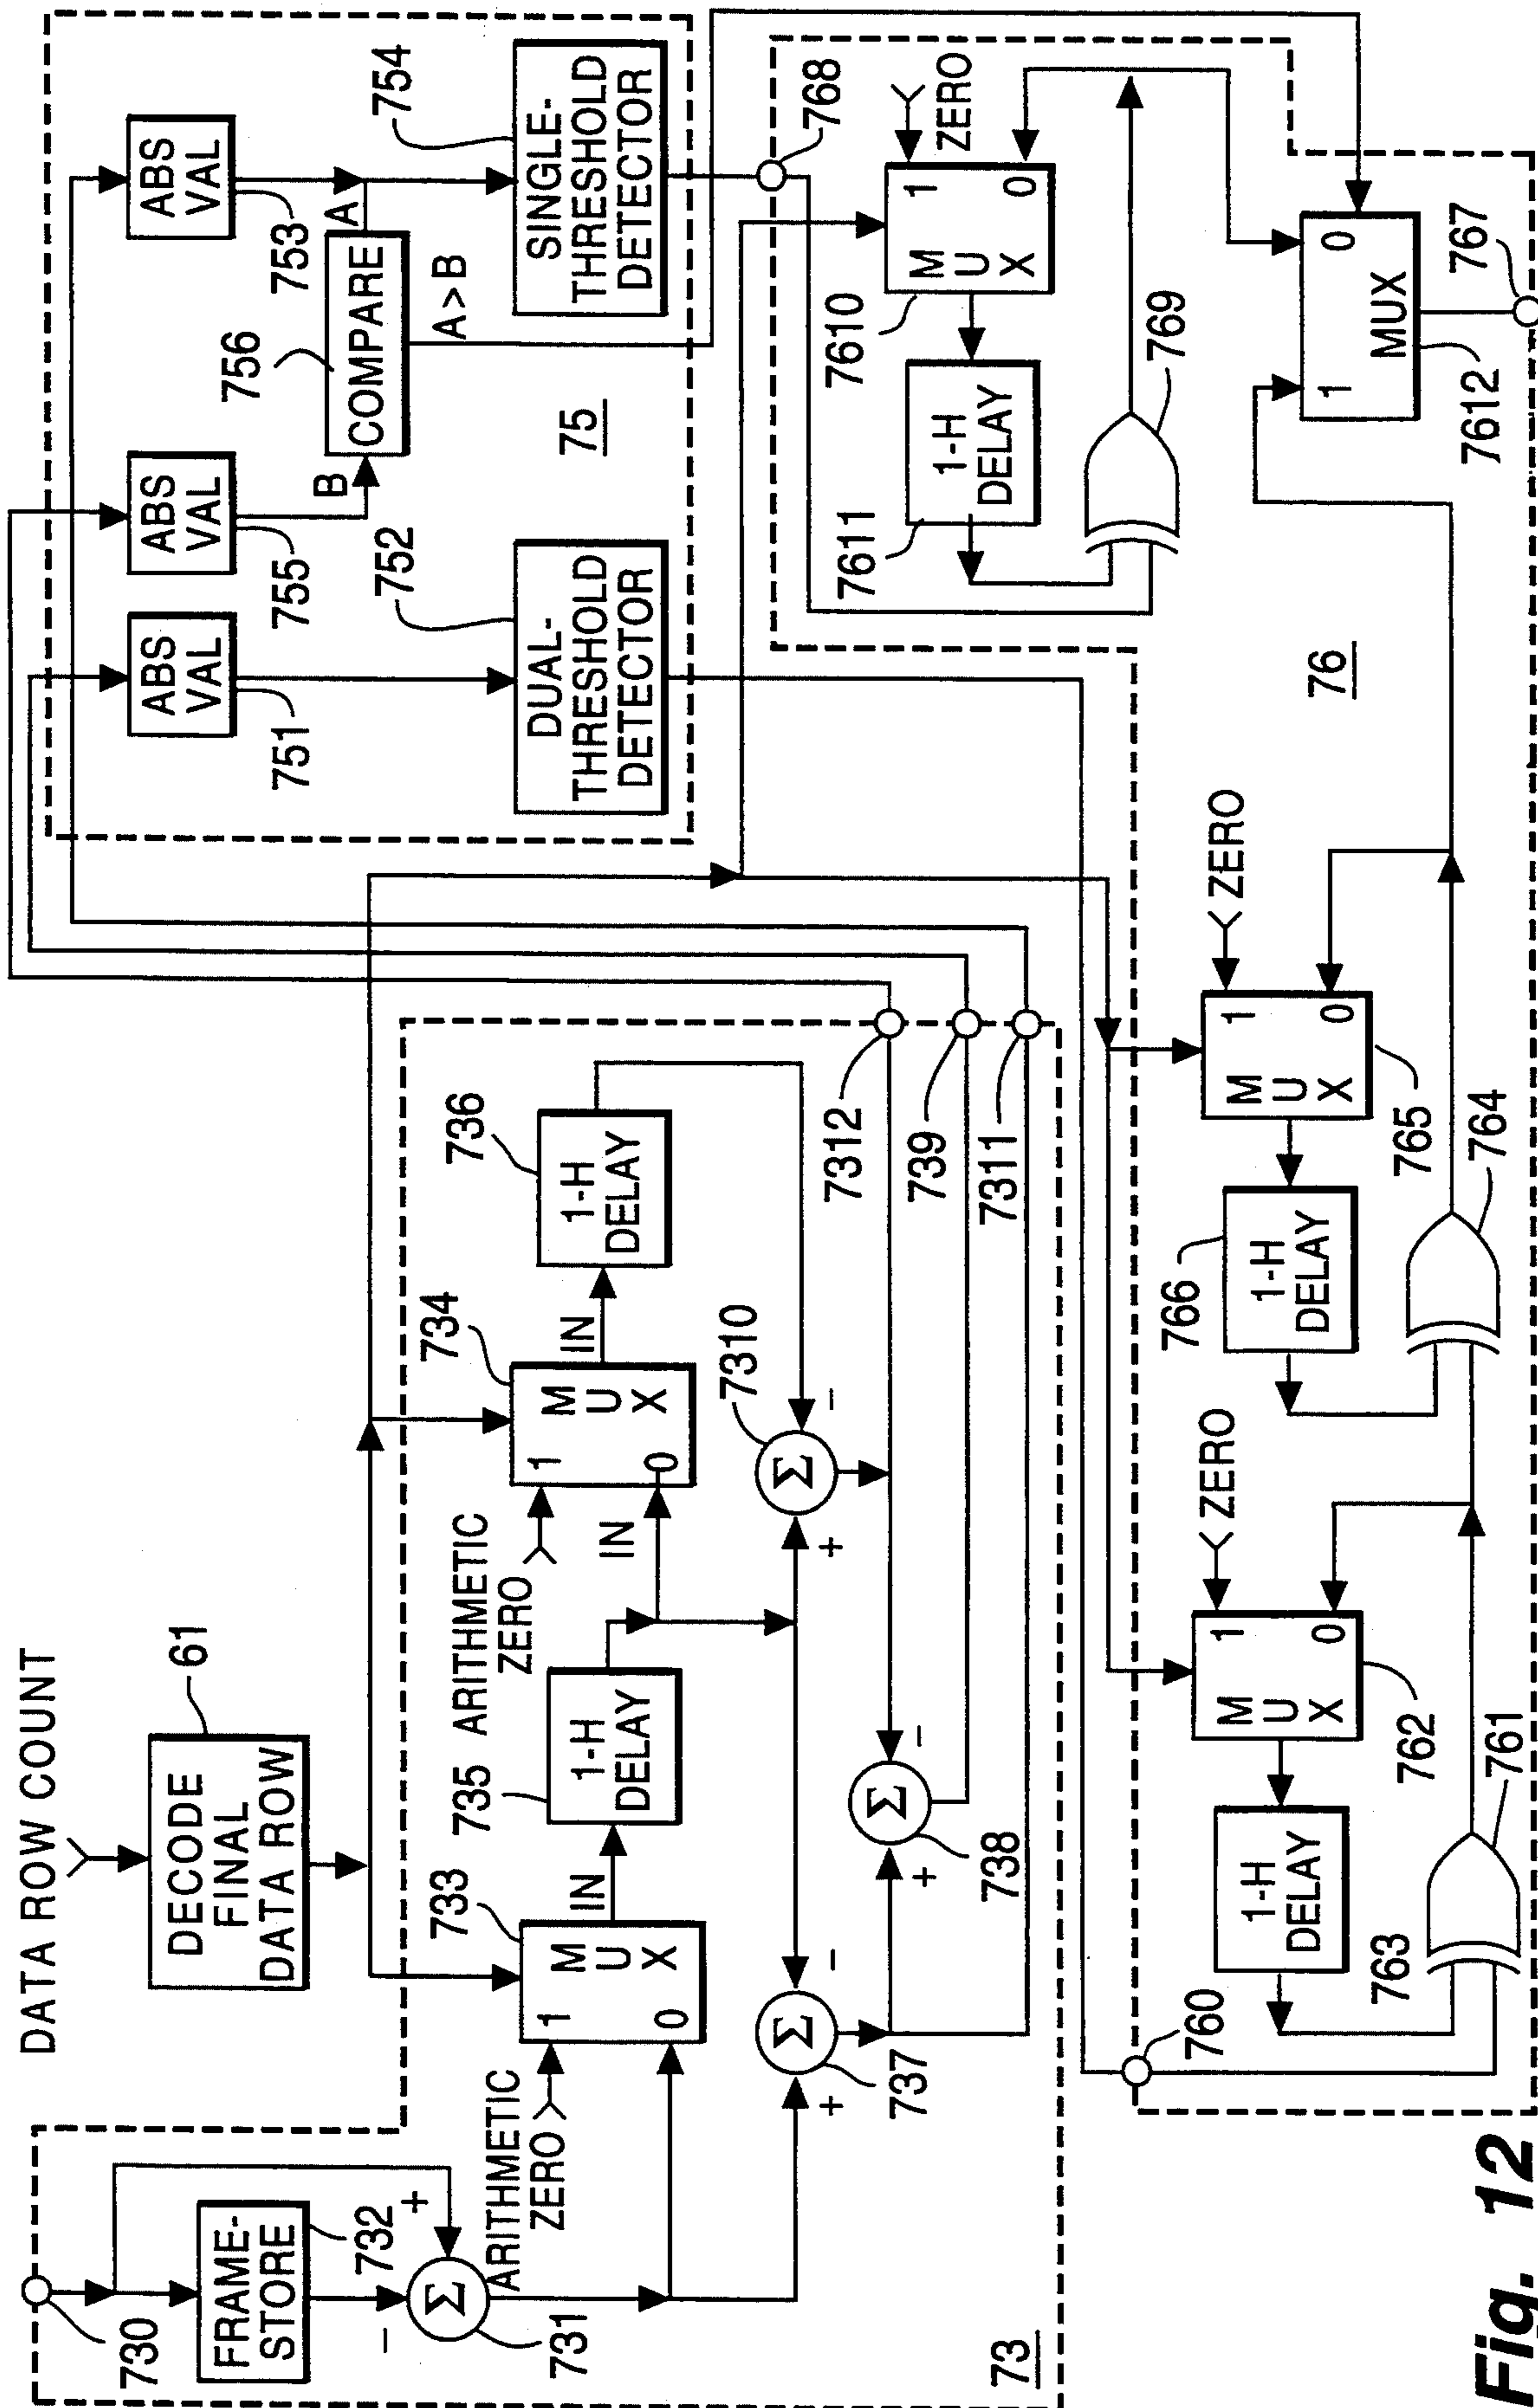 DATA ROW COUNT
61
DECODE
FINAL
DATA ROW
730
FRAME-
STORE
732
+
−
Σ
731
ARITHMETIC
ZERO
733
1
M
U
X
0
IN
735
1-H
DELAY
ARITHMETIC
ZERO
IN
734
1
M
U
X
0
IN
736
1-H
DELAY
+
Σ
−
737
+
Σ
−
7310
+
Σ
−
738
7312
739
7311
73
ABS
VAL
751
ABS
VAL
755
ABS
VAL
753
B
A
COMPARE
756
A>B
752
DUAL-
THRESHOLD
DETECTOR
754
SINGLE-
THRESHOLD
DETECTOR
75
768
ZERO
1
M
U
X
0
7610
1-H
DELAY
7611
769
760
763
1-H
DELAY
1
M
U
X
0
ZERO
762
761
766
1-H
DELAY
1
M
U
X
0
ZERO
765
764
76
1
0
MUX
7612
767
Fig. 12